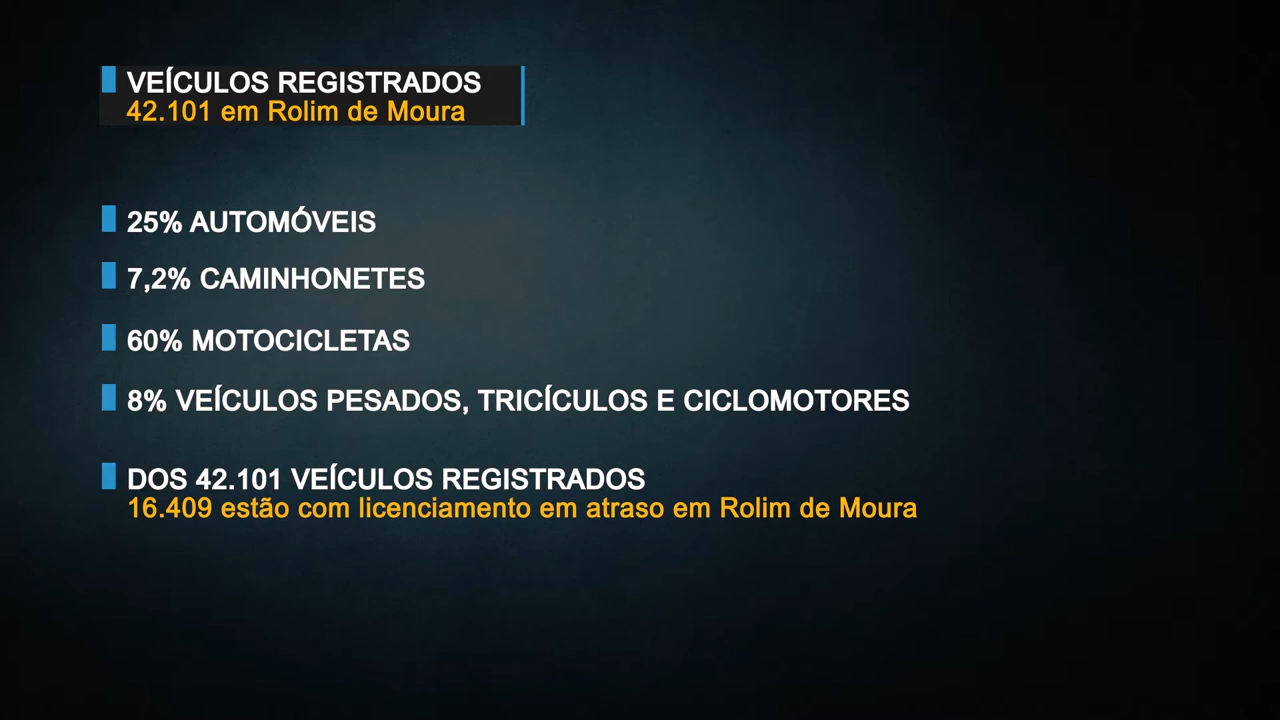 VEÍCULOS REGISTRADOS
42.101 em Rolim de Moura
25% AUTOMÓVEIS
7,2% CAMINHONETES
60% MOTOCICLETAS
8% VEÍCULOS PESADOS, TRICÍCULOS E CICLOMOTORES
DOS 42.101 VEÍCULOS REGISTRADOS
16.409 estão com licenciamento em atraso em Rolim de Moura